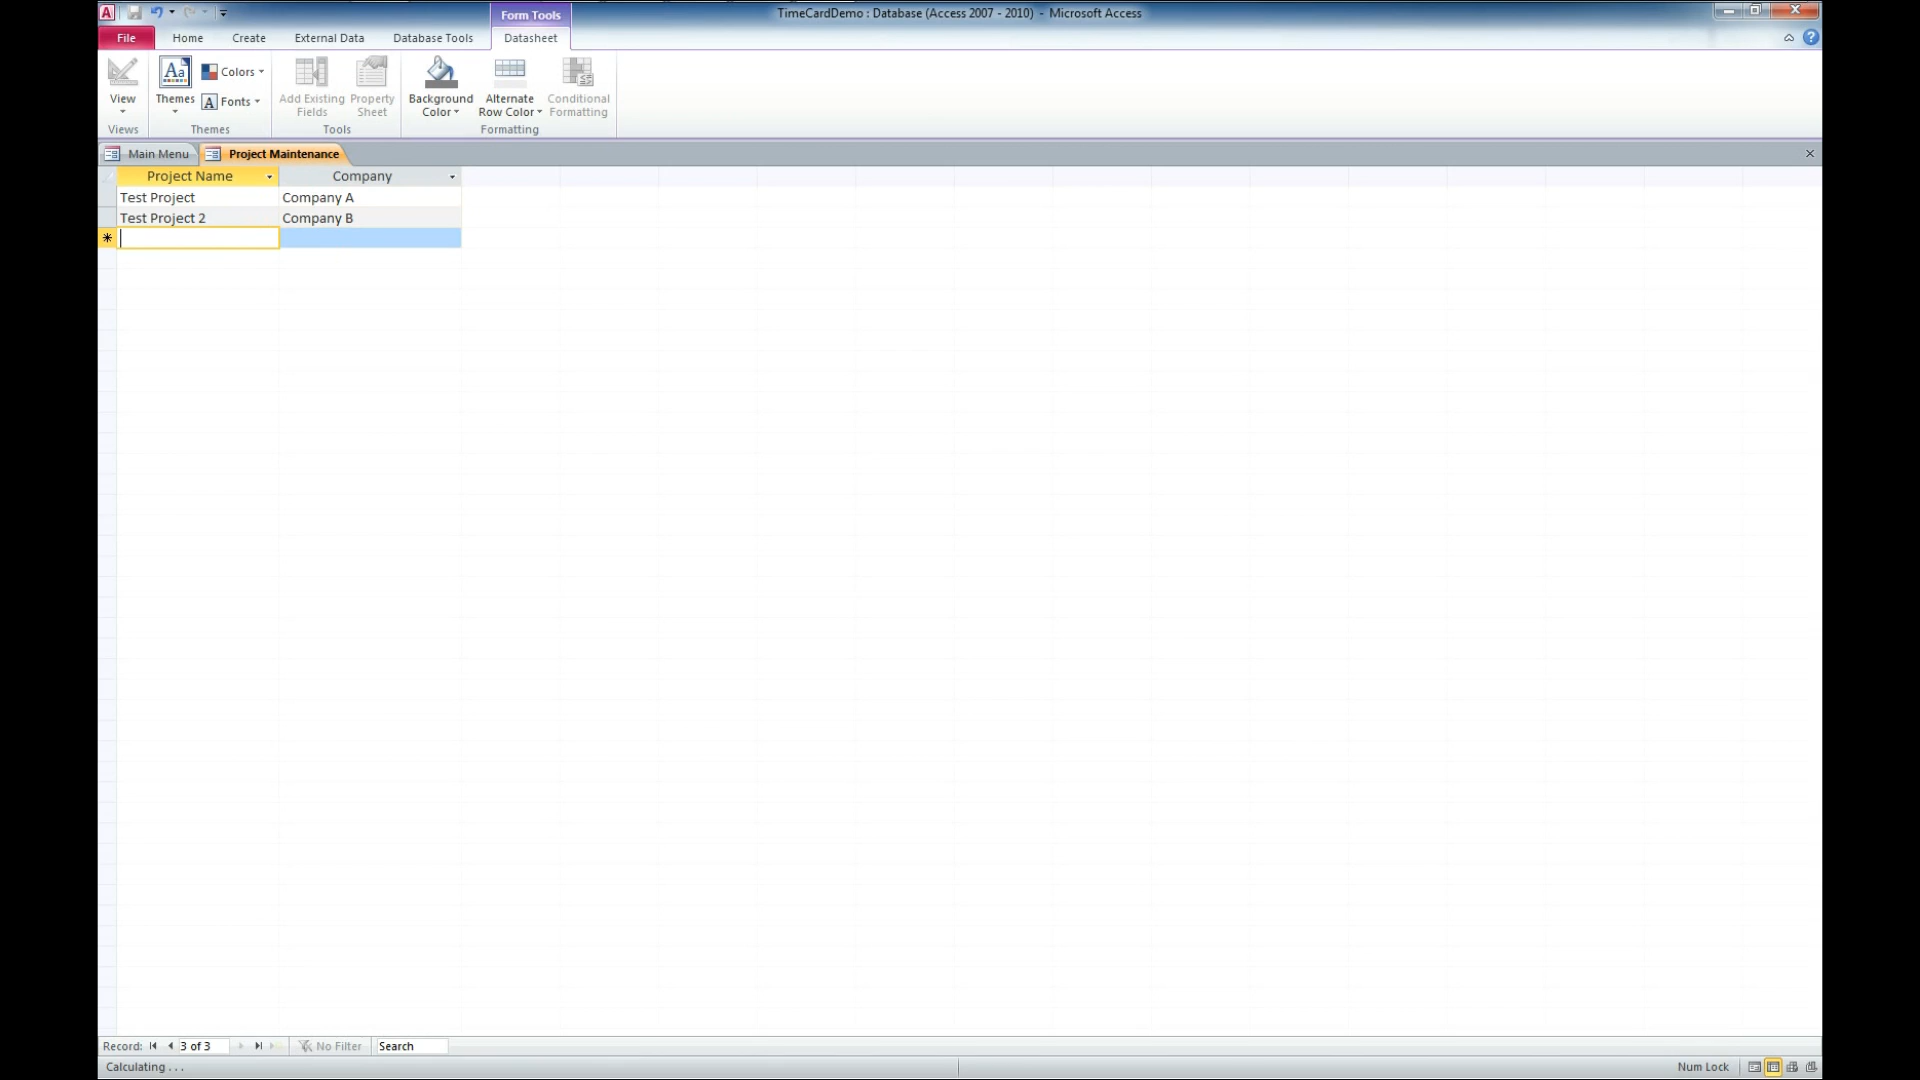 Form Tools
TimeCardDemo : Database (Access 2007 - 2010) - Microsoft Access
File Home Create External Data Database Tools Datasheet
View
Themes
Colors
Fonts
Add Existing Fields
Property Sheet
Background Color
Alternate Row Color
Conditional Formatting
Views Themes Tools Formatting
Main Menu Project Maintenance
Project Name Company
Test Project Company A
Test Project 2 Company B
Record: 3 of 3 No Filter Search
Calculating . . . Num Lock